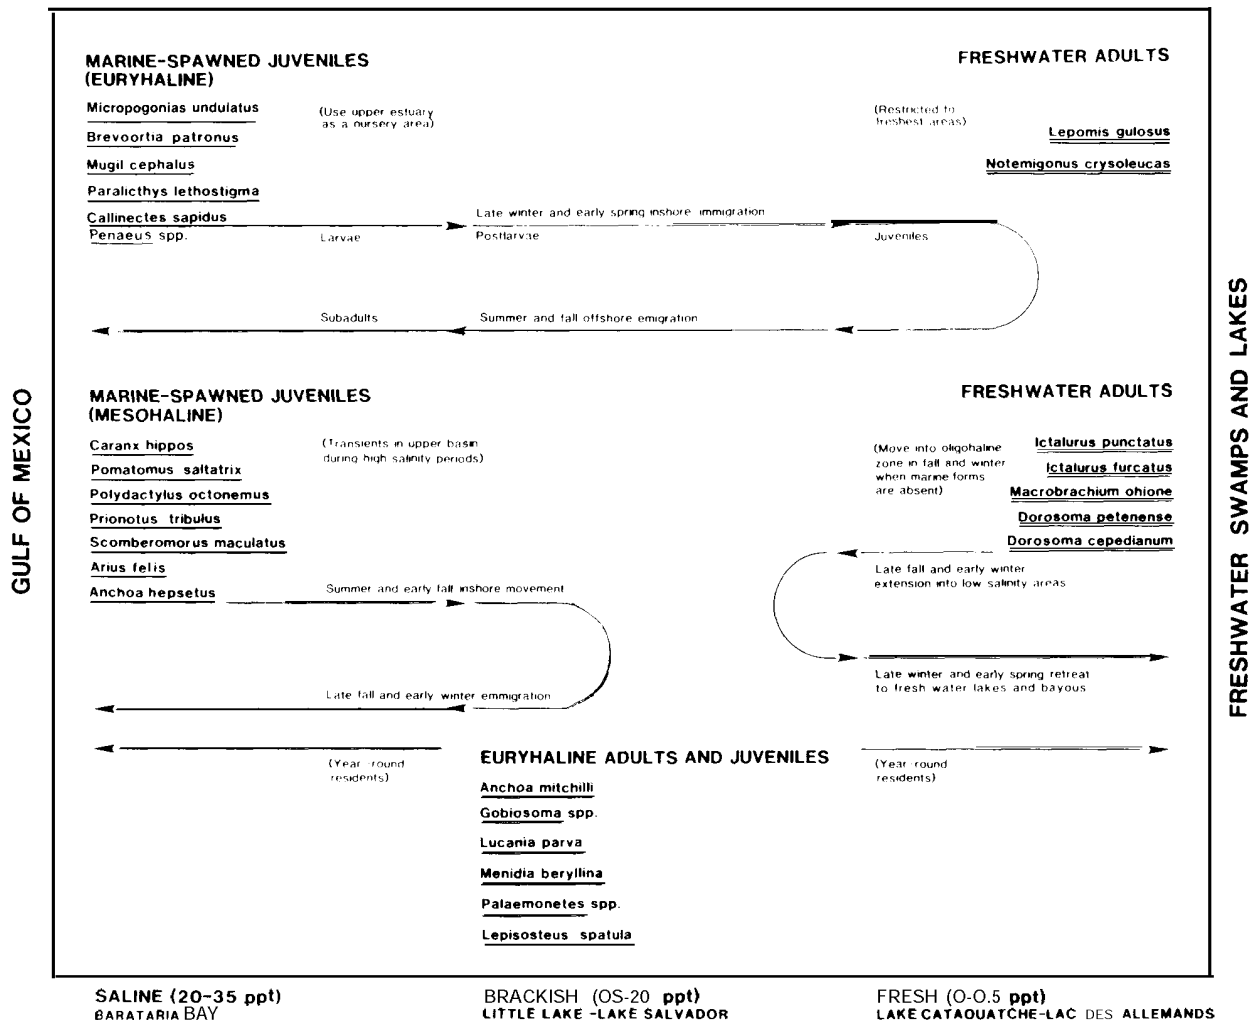 MARINE-SPAWNED JUVENILES
(EURYHALINE)
FRESHWATER ADULTS
Micropogonias undulatus
Brevoortia patronus
Mugil cephalus
Paralicthys lethostigma
Callinectes sapidus
Penaeus spp.
(Use upper estuary
as a nursery area)
(Restricted to
freshest areas)
Lepomis gulosus
Notemigonus crysoleucas
Late winter and early spring inshore immigration
Larvae
Postlarvae
Juveniles
Subadults
Summer and fall offshore emigration
MARINE-SPAWNED JUVENILES
(MESOHALINE)
FRESHWATER ADULTS
Caranx hippos
Pomatomus saltatrix
Polydactylus octonemus
Prionotus tribulus
Scomberomorus maculatus
Arius felis
Anchoa hepsetus
(Transients in upper basin
during high salinity periods)
(Move into oligohaline
zone in fall and winter
when marine forms
are absent)
Ictalurus punctatus
Ictalurus furcatus
Macrobrachium ohione
Dorosoma petenense
Dorosoma cepedianum
Summer and early fall inshore movement
Late fall and early winter
extension into low salinity areas
Late fall and early winter emmigration
Late winter and early spring retreat
to fresh water lakes and bayous
(Year-round
residents)
EURYHALINE ADULTS AND JUVENILES
(Year-round
residents)
Anchoa mitchilli
Gobiosoma spp.
Lucania parva
Menidia beryllina
Palaemonetes spp.
Lepisosteus spatula
GULF OF MEXICO
FRESHWATER SWAMPS AND LAKES
SALINE (20-35 ppt)
BARATARIA BAY
BRACKISH (OS-20 ppt)
LITTLE LAKE -LAKE SALVADOR
FRESH (O-O.5 ppt)
LAKE CATAOUATCHE-LAC DES ALLEMANDS